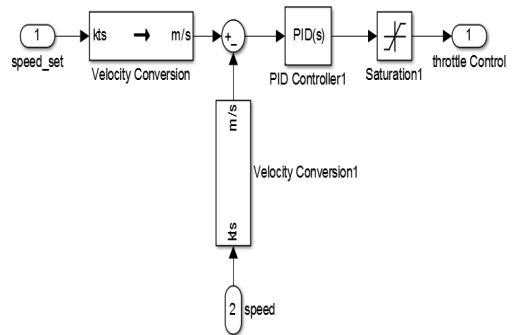 1
speed_set
kts
m/s
Velocity Conversion
+
−
PID(s)
PID Controller1
Saturation1
1
throttle Control
m/s
kts
Velocity Conversion1
2
speed